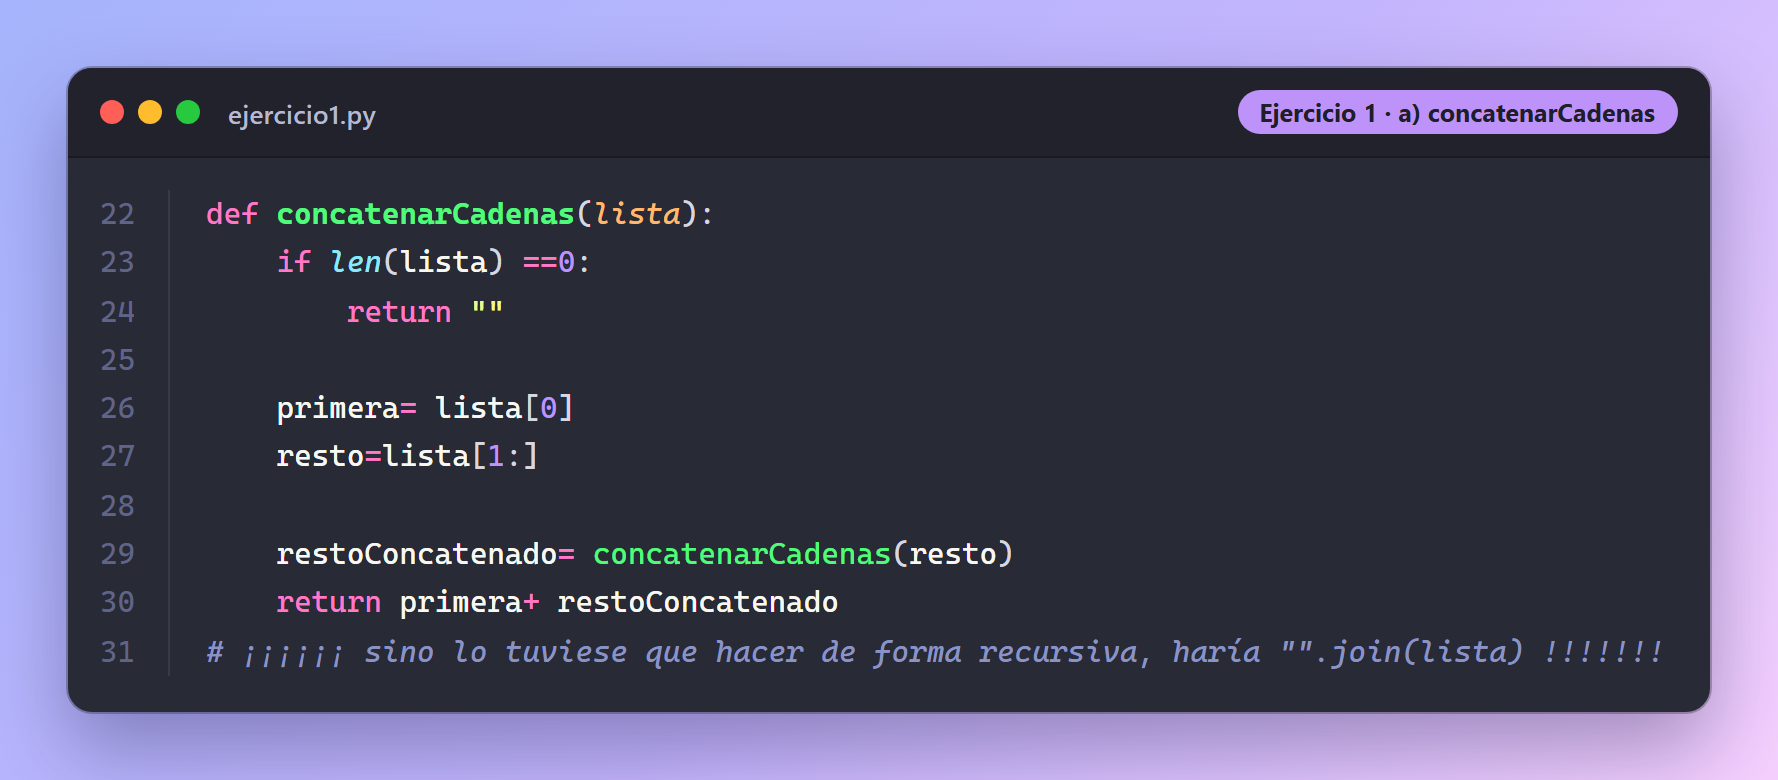 ejercicio1.py
Ejercicio 1 · a) concatenarCadenas
22 def concatenarCadenas(lista):
23     if len(lista) ==0:
24         return ""
25
26     primera= lista[0]
27     resto=lista[1:]
28
29     restoConcatenado= concatenarCadenas(resto)
30     return primera+ restoConcatenado
31 # ¡¡¡¡¡¡ sino lo tuviese que hacer de forma recursiva, haría "".join(lista) !!!!!!!